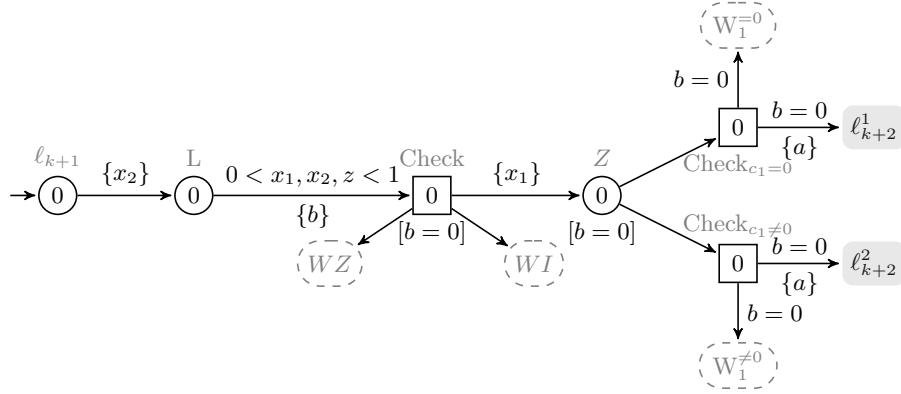 W₁⁼⁰
b = 0
0
b = 0
{a}
ℓ¹ₖ₊₂
Check_{c₁=0}
ℓₖ₊₁
0
{x₂}
L
0
0 < x₁, x₂, z < 1
{b}
Check
0
[b = 0]
{x₁}
Z
0
[b = 0]
WZ
WI
Check_{c₁≠0}
0
b = 0
{a}
ℓ²ₖ₊₂
b = 0
W₁^{≠0}